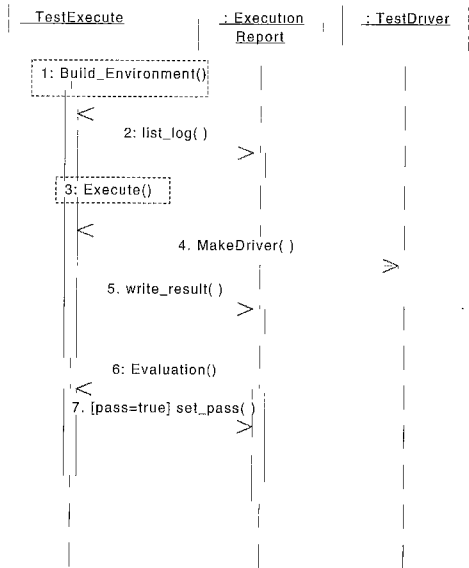 TestExecute
: Execution
Report
: TestDriver
1: Build_Environment()
2: list_log( )
3: Execute()
4. MakeDriver( )
5. write_result( )
6: Evaluation()
7. [pass=true] set_pass( )